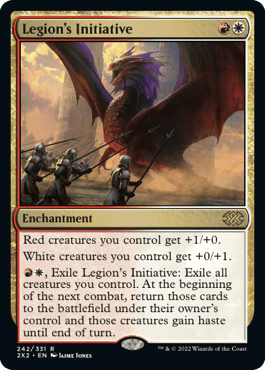 Legion's Initiative
Enchantment
Red creatures you control get +1/+0.
White creatures you control get +0/+1.
, Exile Legion's Initiative: Exile all
creatures you control. At the beginning
of the next combat, return those cards
to the battlefield under their owner's
control and those creatures gain haste
until end of turn.
242/331 R
2X2 • EN Jaime Jones
™ & © 2022 Wizards of the Coast